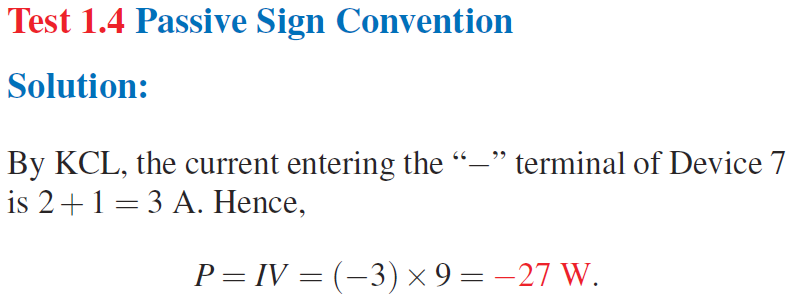 Test 1.4 Passive Sign Convention
Solution:
By KCL, the current entering the “−” terminal of Device 7
is 2+1 = 3 A. Hence,
P = IV = (−3) × 9 = −27 W.